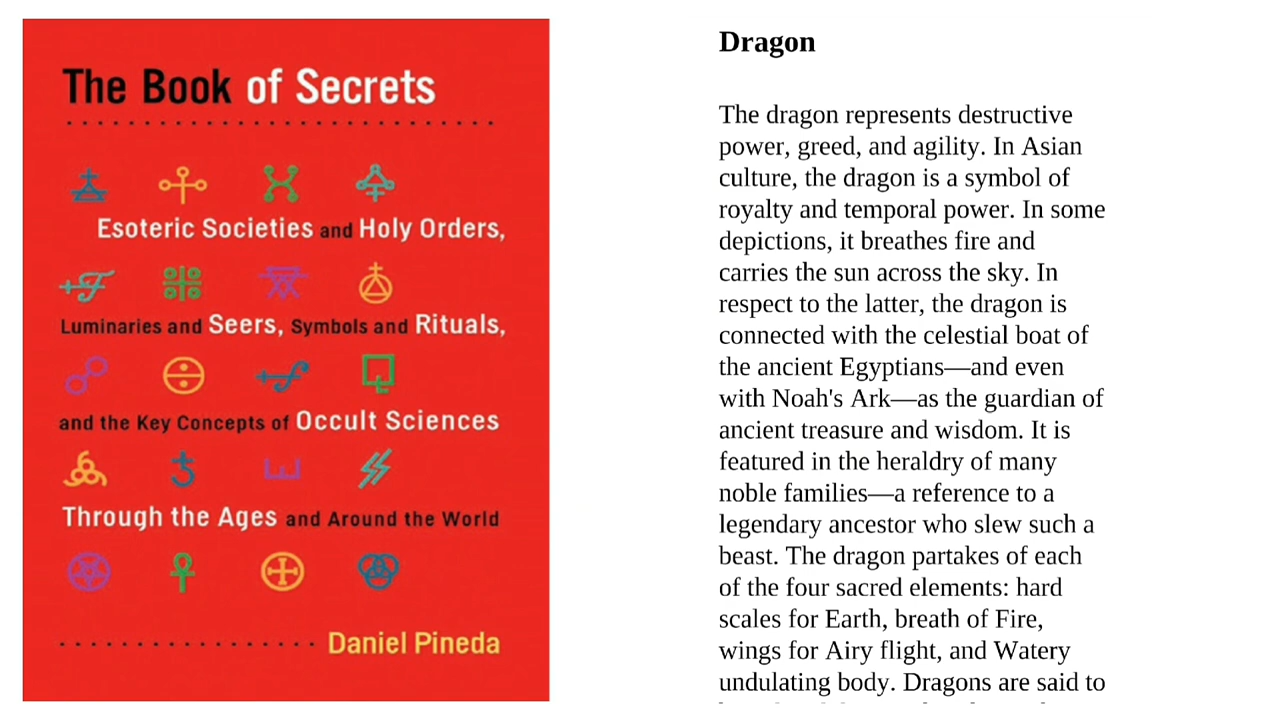 The Book of Secrets
Esoteric Societies and Holy Orders,
Luminaries and Seers, Symbols and Rituals,
and the Key Concepts of Occult Sciences
Through the Ages and Around the World
Daniel Pineda
Dragon
The dragon represents destructive
power, greed, and agility. In Asian
culture, the dragon is a symbol of
royalty and temporal power. In some
depictions, it breathes fire and
carries the sun across the sky. In
respect to the latter, the dragon is
connected with the celestial boat of
the ancient Egyptians—and even
with Noah's Ark—as the guardian of
ancient treasure and wisdom. It is
featured in the heraldry of many
noble families—a reference to a
legendary ancestor who slew such a
beast. The dragon partakes of each
of the four sacred elements: hard
scales for Earth, breath of Fire,
wings for Airy flight, and Watery
undulating body. Dragons are said to